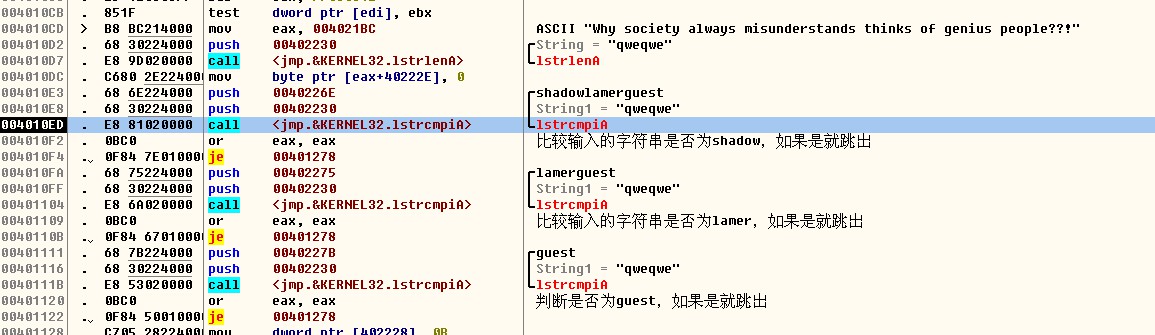 004010CB . 851F test dword ptr [edi], ebx
004010CD > B8 BC214000 mov eax, 004021BC ASCII "Why society always misunderstands thinks of genius people??!"
004010D2 . 68 30224000 push 00402230 String = "qweqwe"
004010D7 . E8 9D020000 call <jmp.&KERNEL32.lstrlenA> lstrlenA
004010DC . C680 2E224000 mov byte ptr [eax+40222E], 0
004010E3 . 68 6E224000 push 0040226E shadowlamerguest
004010E8 . 68 30224000 push 00402230 String1 = "qweqwe"
004010ED . E8 81020000 call <jmp.&KERNEL32.lstrcmpiA> lstrcmpiA
004010F2 . 0BC0 or eax, eax 比较输入的字符串是否为shadow，如果是就跳出
004010F4 .v 0F84 7E010000 je 00401278
004010FA . 68 75224000 push 00402275 lamerguest
004010FF . 68 30224000 push 00402230 String1 = "qweqwe"
00401104 . E8 6A020000 call <jmp.&KERNEL32.lstrcmpiA> lstrcmpiA
00401109 . 0BC0 or eax, eax 比较输入的字符串是否为lamer，如果是就跳出
0040110B .v 0F84 67010000 je 00401278
00401111 . 68 7B224000 push 0040227B guest
00401116 . 68 30224000 push 00402230 String1 = "qweqwe"
0040111B . E8 53020000 call <jmp.&KERNEL32.lstrcmpiA> lstrcmpiA
00401120 . 0BC0 or eax, eax 判断是否为guest，如果是就跳出
00401122 .v 0F84 50010000 je 00401278
00401128 . C705 28224000 mov dword ptr [402228], 0B